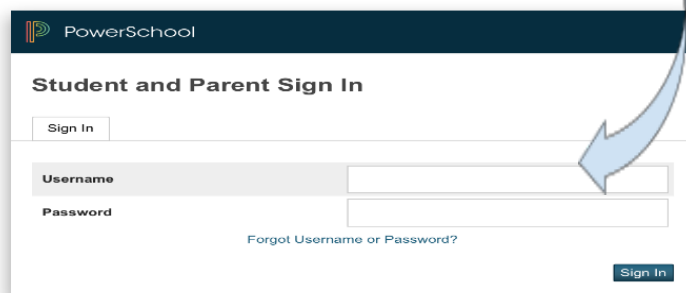 PowerSchool
Student and Parent Sign In
Sign In
Username
Password
Forgot Username or Password?
Sign In